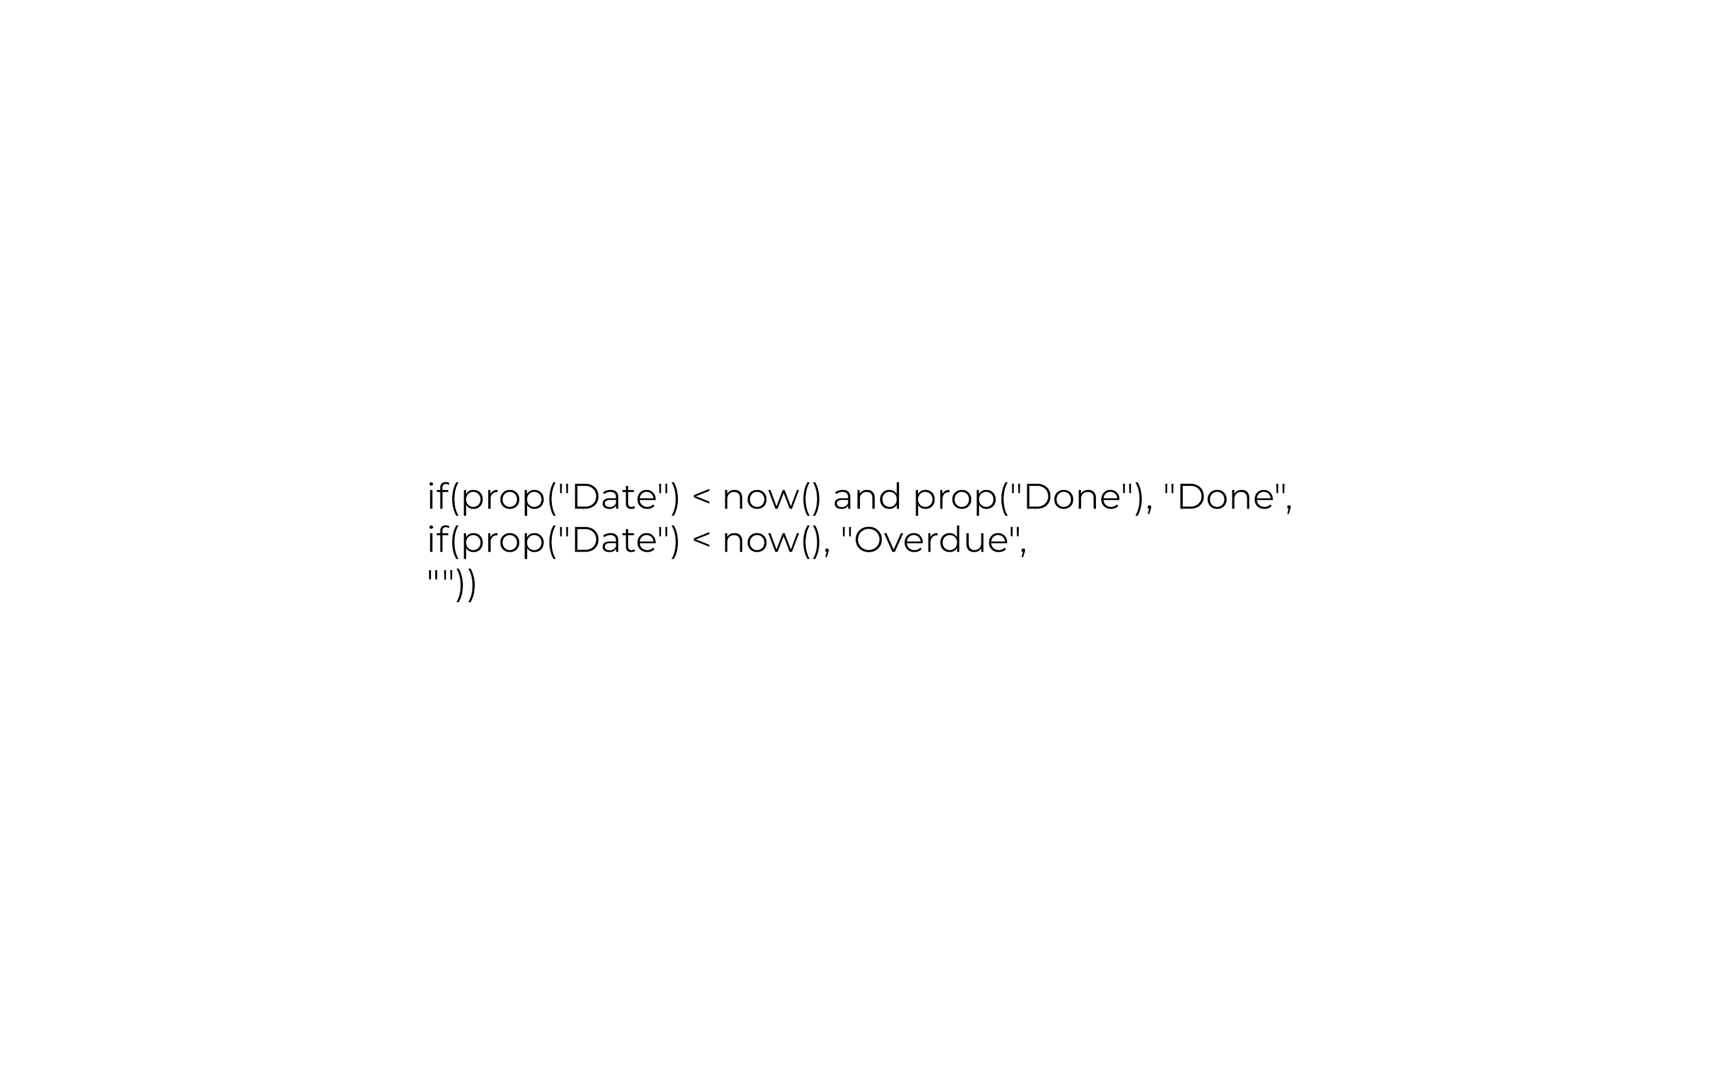 if(prop("Date") < now() and prop("Done"), "Done",
if(prop("Date") < now(), "Overdue",
""))